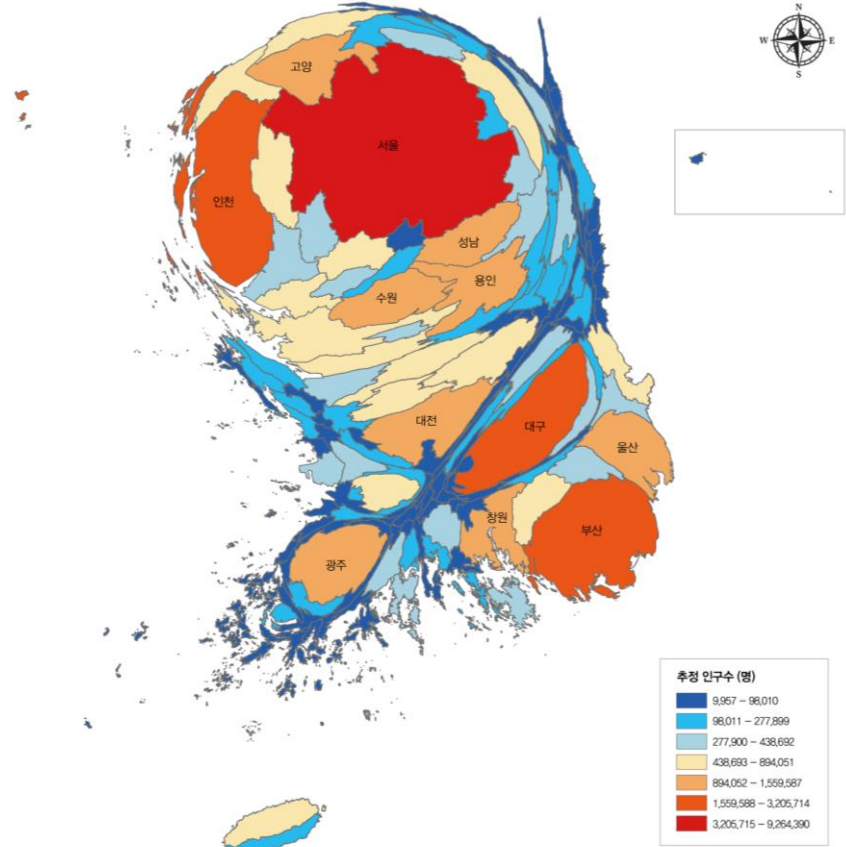 N
W
E
S
고양
서울
인천
성남
용인
수원
대전
대구
울산
창원
부산
광주
추정 인구수 (명)
9,957 – 98,010
98,011 – 277,899
277,900 – 438,692
438,693 – 894,051
894,052 – 1,559,587
1,559,588 – 3,205,714
3,205,715 – 9,264,390